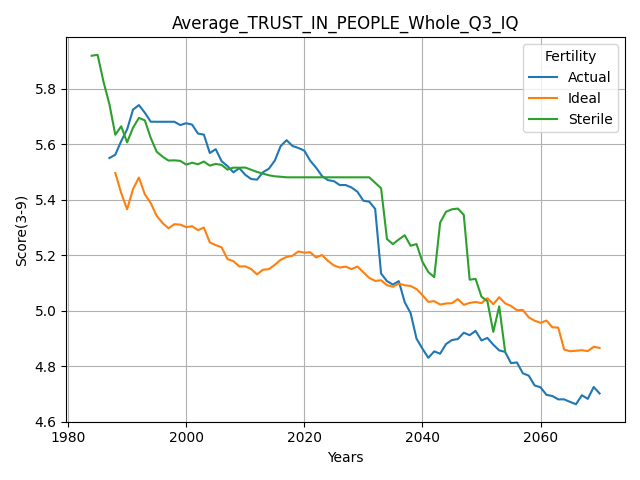 Average_TRUST_IN_PEOPLE_Whole_Q3_IQ
Fertility
Actual
Ideal
Sterile
Score(3-9)
5.8
5.6
5.4
5.2
5.0
4.8
4.6
1980
2000
2020
2040
2060
Years